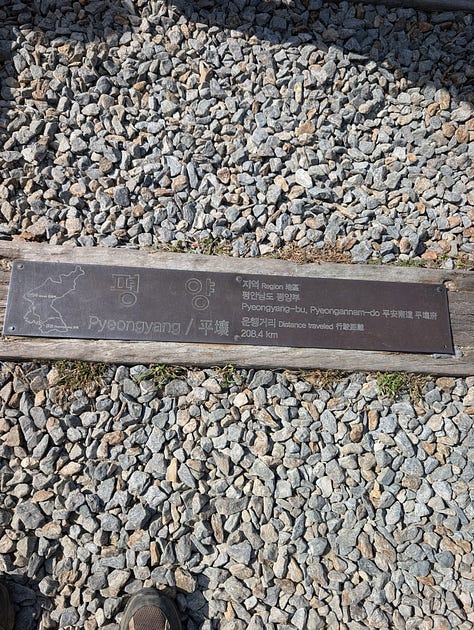 평양
Pyeongyang / 平壤
지역 Region 地區
평안남도 평양부
Pyeongyang-bu, Pyeongannam-do 平安南道 平壤府
운행거리 Distance traveled 行駛距離
208.4 km